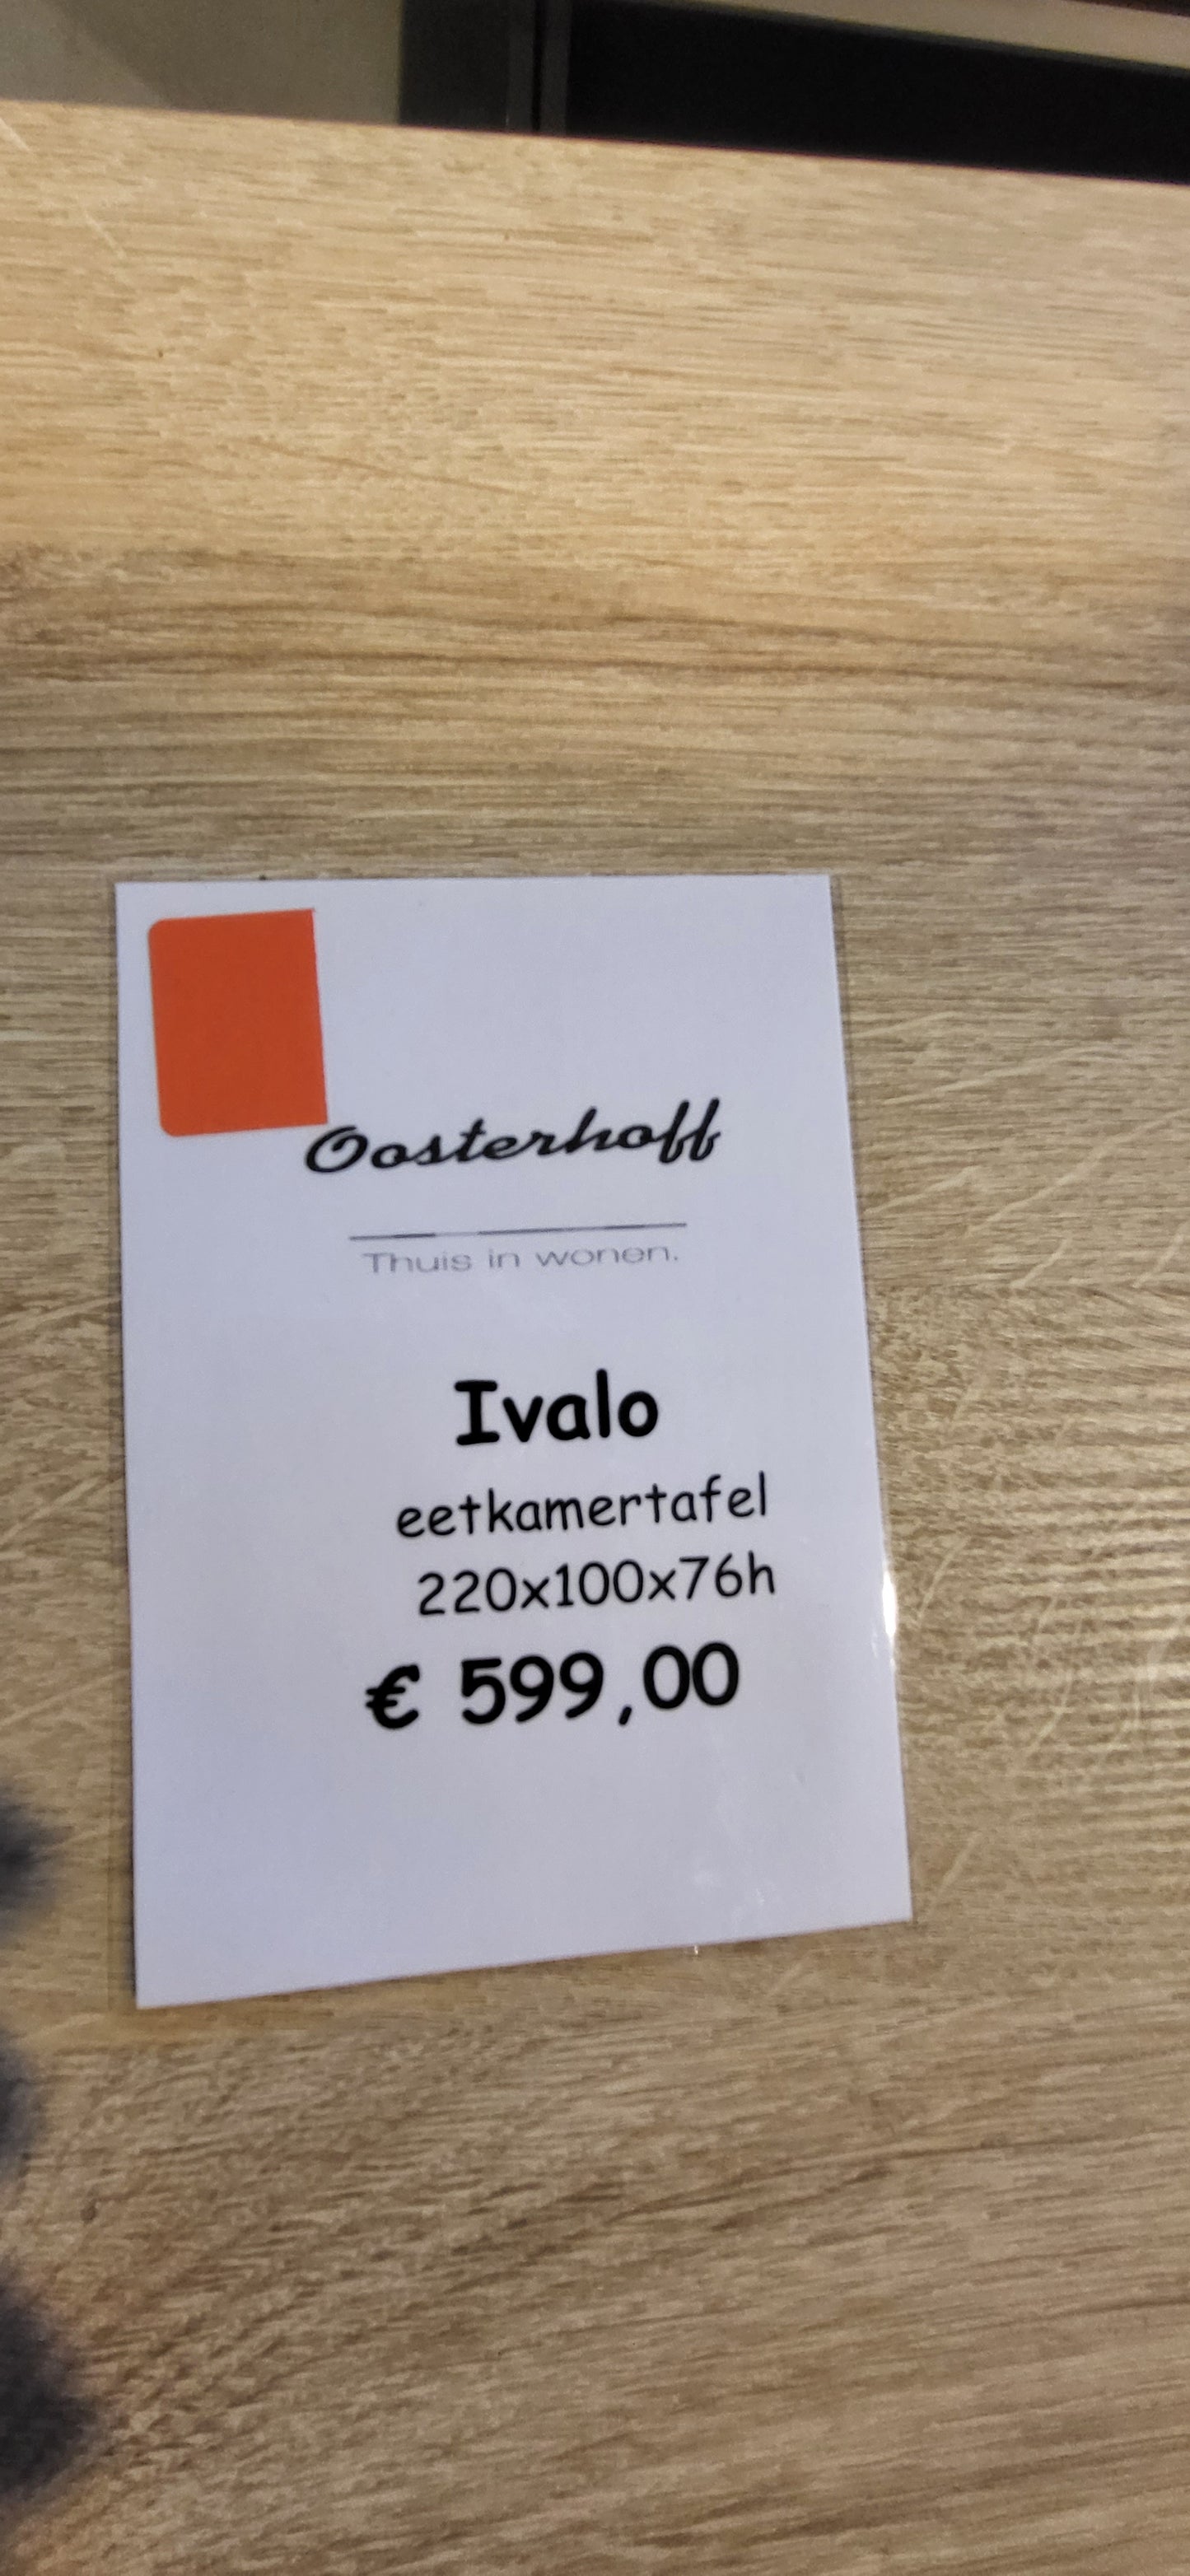 Oosterhoff
Thuis in wonen.
Ivalo
eetkamertafel
220x100x76h
€ 599,00